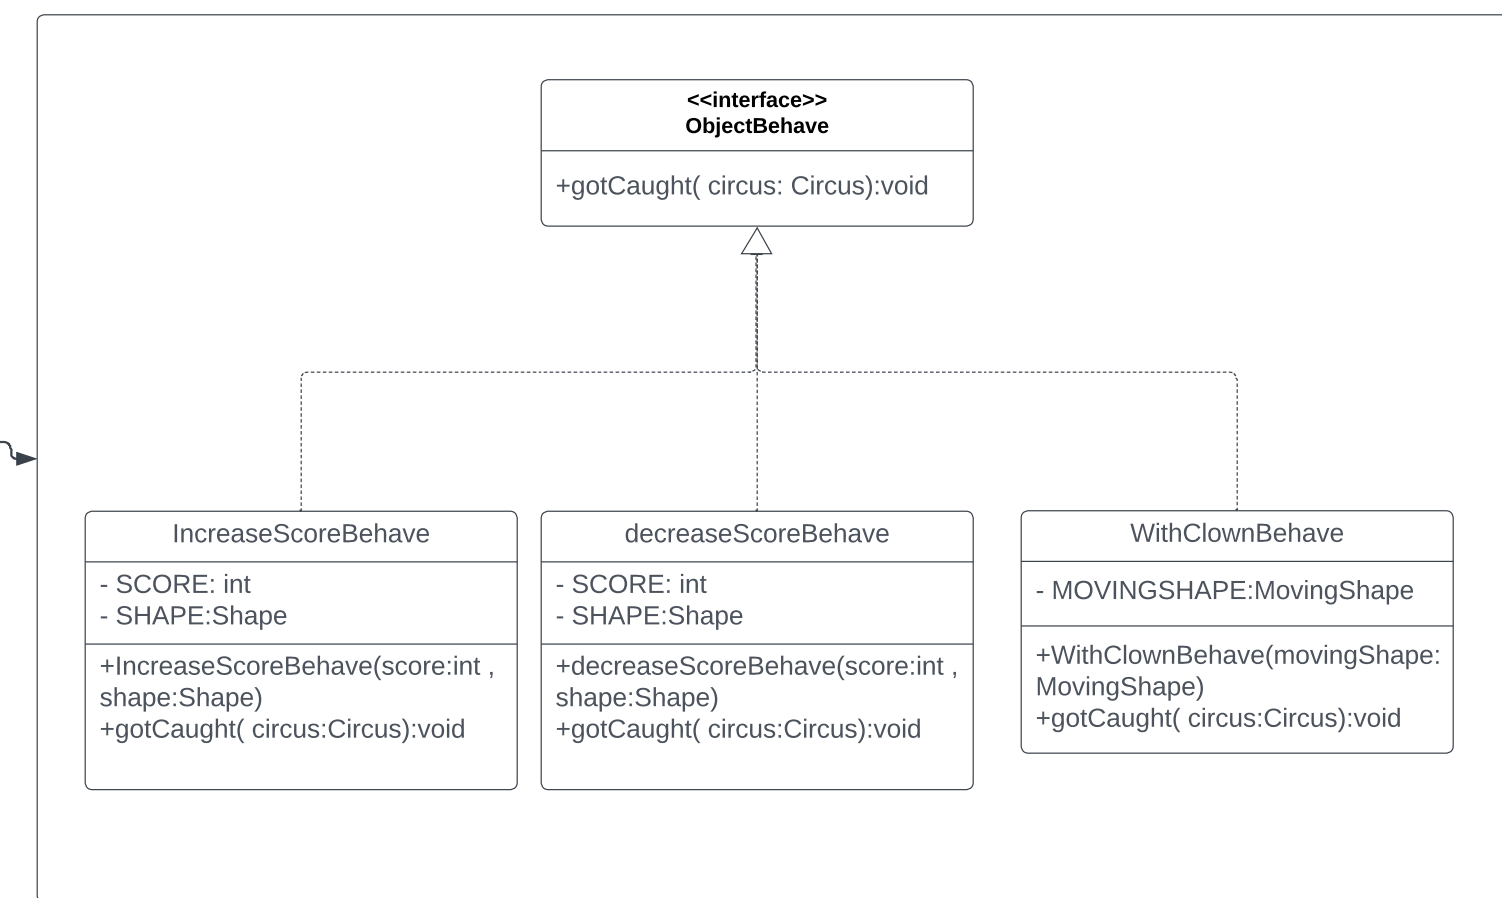 <<interface>>
ObjectBehave
+gotCaught( circus: Circus):void
IncreaseScoreBehave
- SCORE: int
- SHAPE:Shape
+IncreaseScoreBehave(score:int ,
shape:Shape)
+gotCaught( circus:Circus):void
decreaseScoreBehave
- SCORE: int
- SHAPE:Shape
+decreaseScoreBehave(score:int ,
shape:Shape)
+gotCaught( circus:Circus):void
WithClownBehave
- MOVINGSHAPE:MovingShape
+WithClownBehave(movingShape:
MovingShape)
+gotCaught( circus:Circus):void